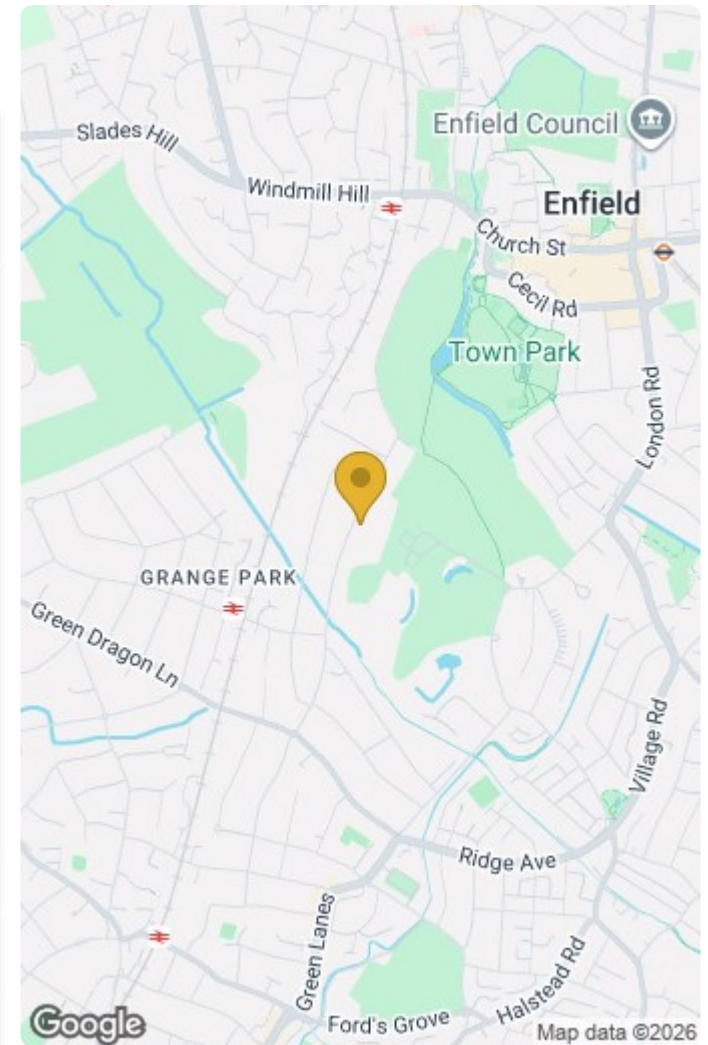 Slades Hill
Enfield Council
Windmill Hill
Enfield
Church St
Cecil Rd
Town Park
London Rd
GRANGE PARK
Green Dragon Ln
Village Rd
Ridge Ave
Green Lanes
Halstead Rd
Ford's Grove
Google
Map data ©2026